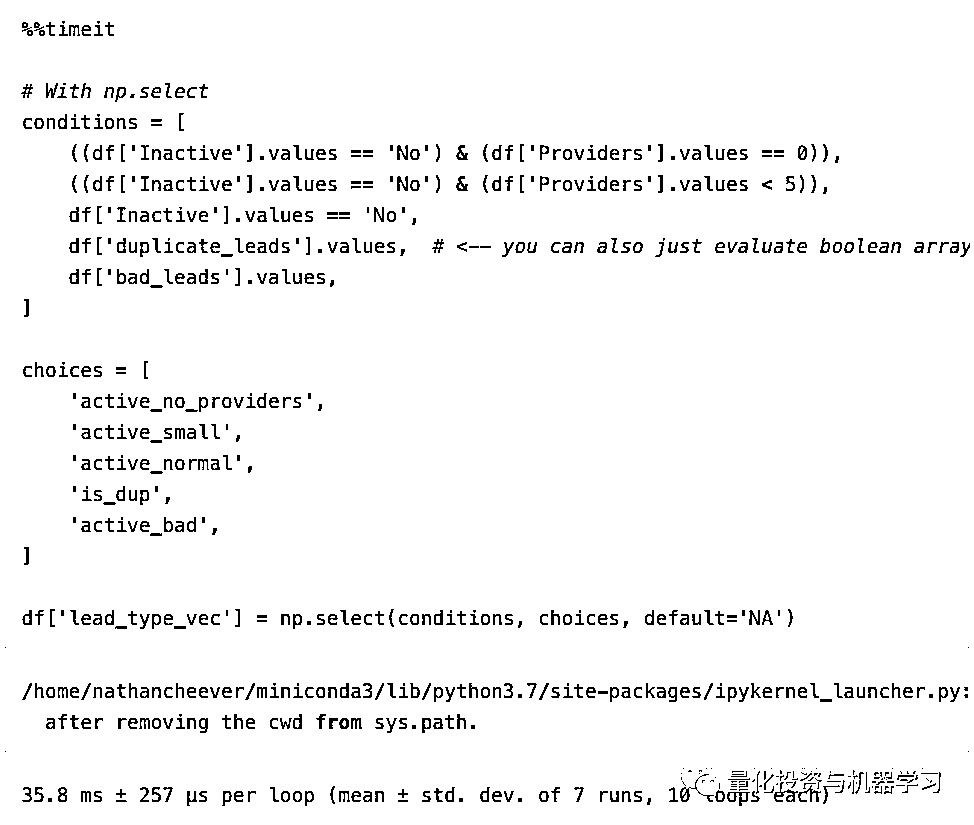 %%timeit
# With np.select
conditions = [
    ((df['Inactive'].values == 'No') & (df['Providers'].values == 0)),
    ((df['Inactive'].values == 'No') & (df['Providers'].values < 5)),
    df['Inactive'].values == 'No',
    df['duplicate_leads'].values,  # <-- you can also just evaluate boolean array
    df['bad_leads'].values,
]
choices = [
    'active_no_providers',
    'active_small',
    'active_normal',
    'is_dup',
    'active_bad',
]
df['lead_type_vec'] = np.select(conditions, choices, default='NA')
/home/nathancheever/miniconda3/lib/python3.7/site-packages/ipykernel_launcher.py:
  after removing the cwd from sys.path.
35.8 ms ± 257 µs per loop (mean ± std. dev. of 7 runs, 10 loops each)
量化投资与机器学习